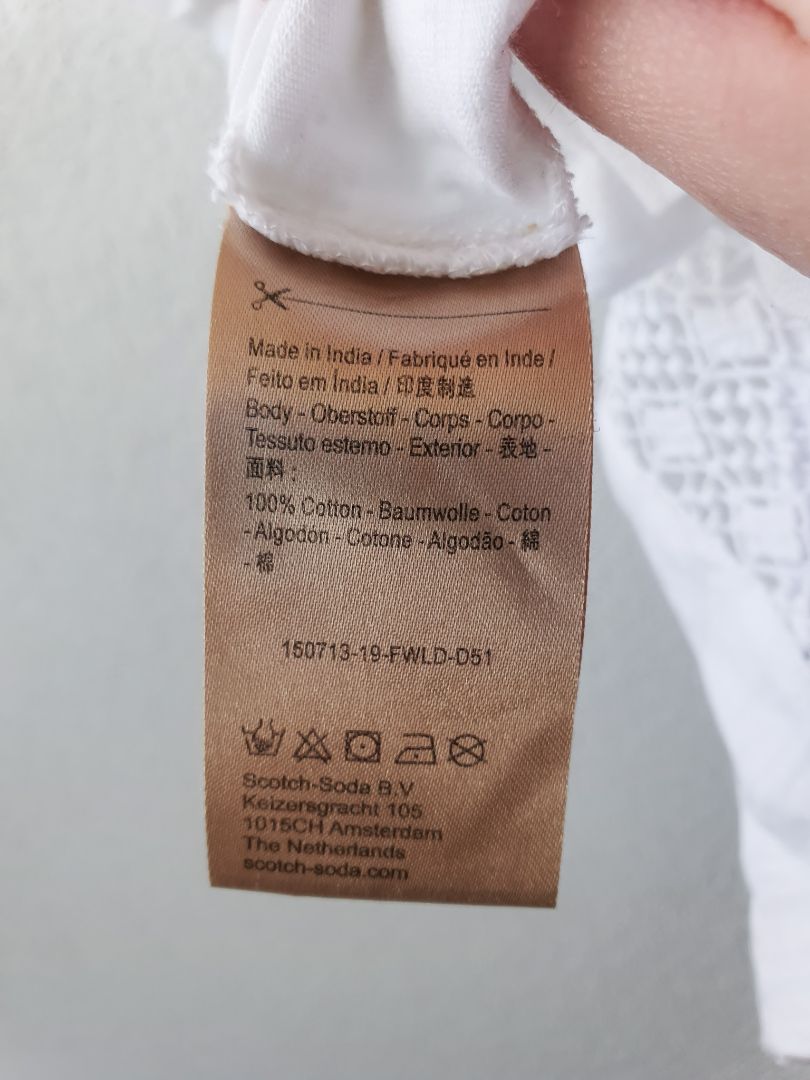 Made in India / Fabriqué en Inde /
Feito em Índia / 印度制造
Body - Oberstoff - Corps - Corpo -
Tessuto esterno - Exterior - 表地 -
面料 :
100% Cotton - Baumwolle - Coton
- Algodon - Cotone - Algodão - 綿
- 棉
150713-19-FWLD-D51
Scotch-Soda B.V
Keizersgracht 105
1015CH Amsterdam
The Netherlands
scotch-soda.com